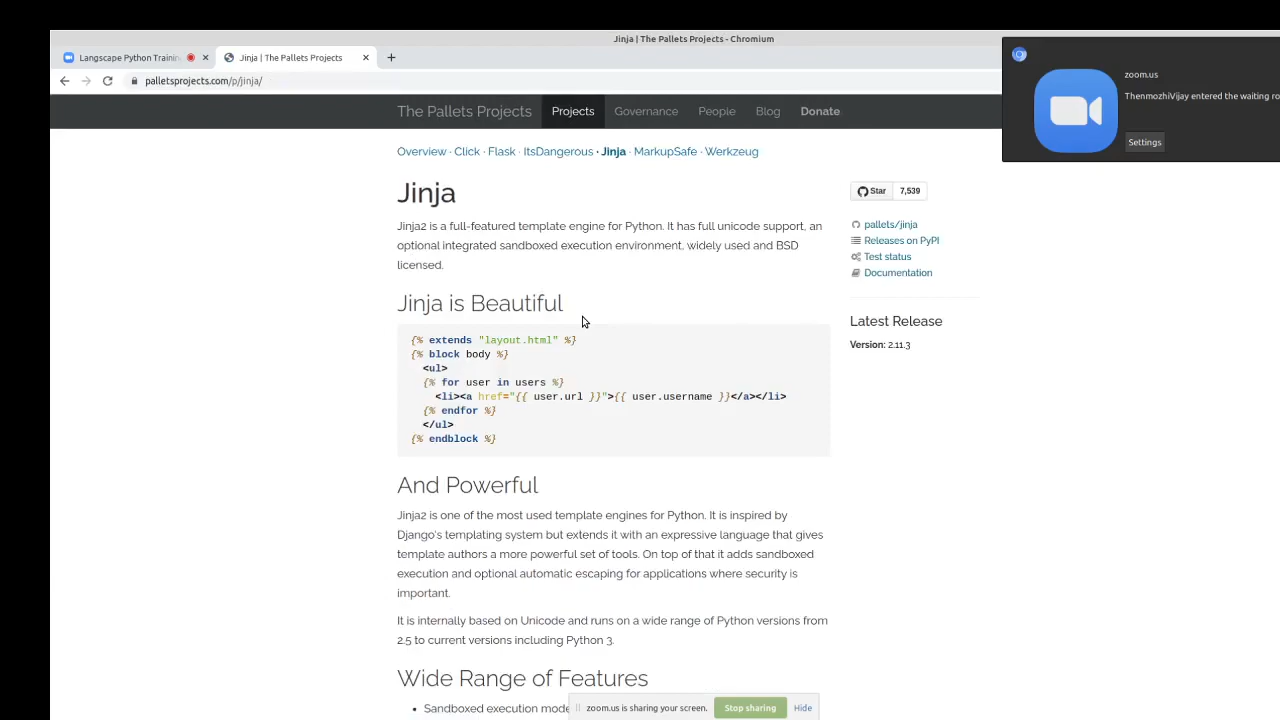 Jinja | The Pallets Projects - Chromium
Langscape Python Trainin
Jinja | The Pallets Projects
palletsprojects.com/p/jinja/
zoom.us
ThenmozhiVijay entered the waiting ro
Settings
The Pallets Projects Projects Governance People Blog Donate
Overview · Click · Flask · ItsDangerous · Jinja · MarkupSafe · Werkzeug
Jinja
Jinja2 is a full-featured template engine for Python. It has full unicode support, an
optional integrated sandboxed execution environment, widely used and BSD
licensed.
Star 7,539
pallets/jinja
Releases on PyPI
Test status
Documentation
Latest Release
Version: 2.11.3
Jinja is Beautiful
{% extends "layout.html" %}
{% block body %}
<ul>
{% for user in users %}
<li><a href="{{ user.url }}">{{ user.username }}</a></li>
{% endfor %}
</ul>
{% endblock %}
And Powerful
Jinja2 is one of the most used template engines for Python. It is inspired by
Django's templating system but extends it with an expressive language that gives
template authors a more powerful set of tools. On top of that it adds sandboxed
execution and optional automatic escaping for applications where security is
important.
It is internally based on Unicode and runs on a wide range of Python versions from
2.5 to current versions including Python 3.
Wide Range of Features
• Sandboxed execution mode
zoom.us is sharing your screen. Stop sharing Hide